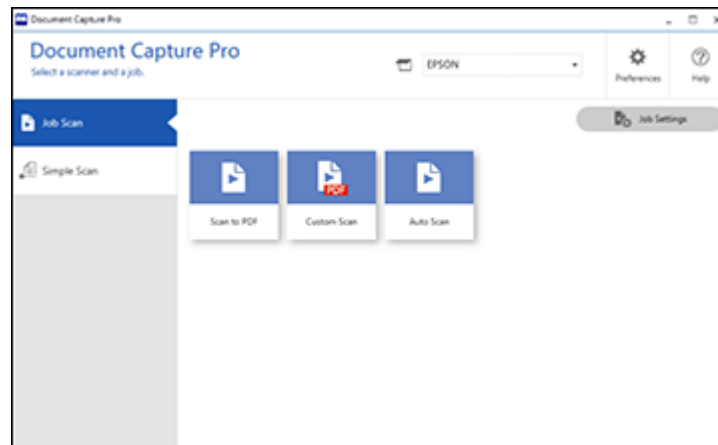 Document Capture Pro
Document Capture Pro
Select a scanner and a job.
EPSON
Preferences
Help
Job Scan
Job Settings
Simple Scan
PDF
Scan to PDF
Custom Scan
Auto Scan